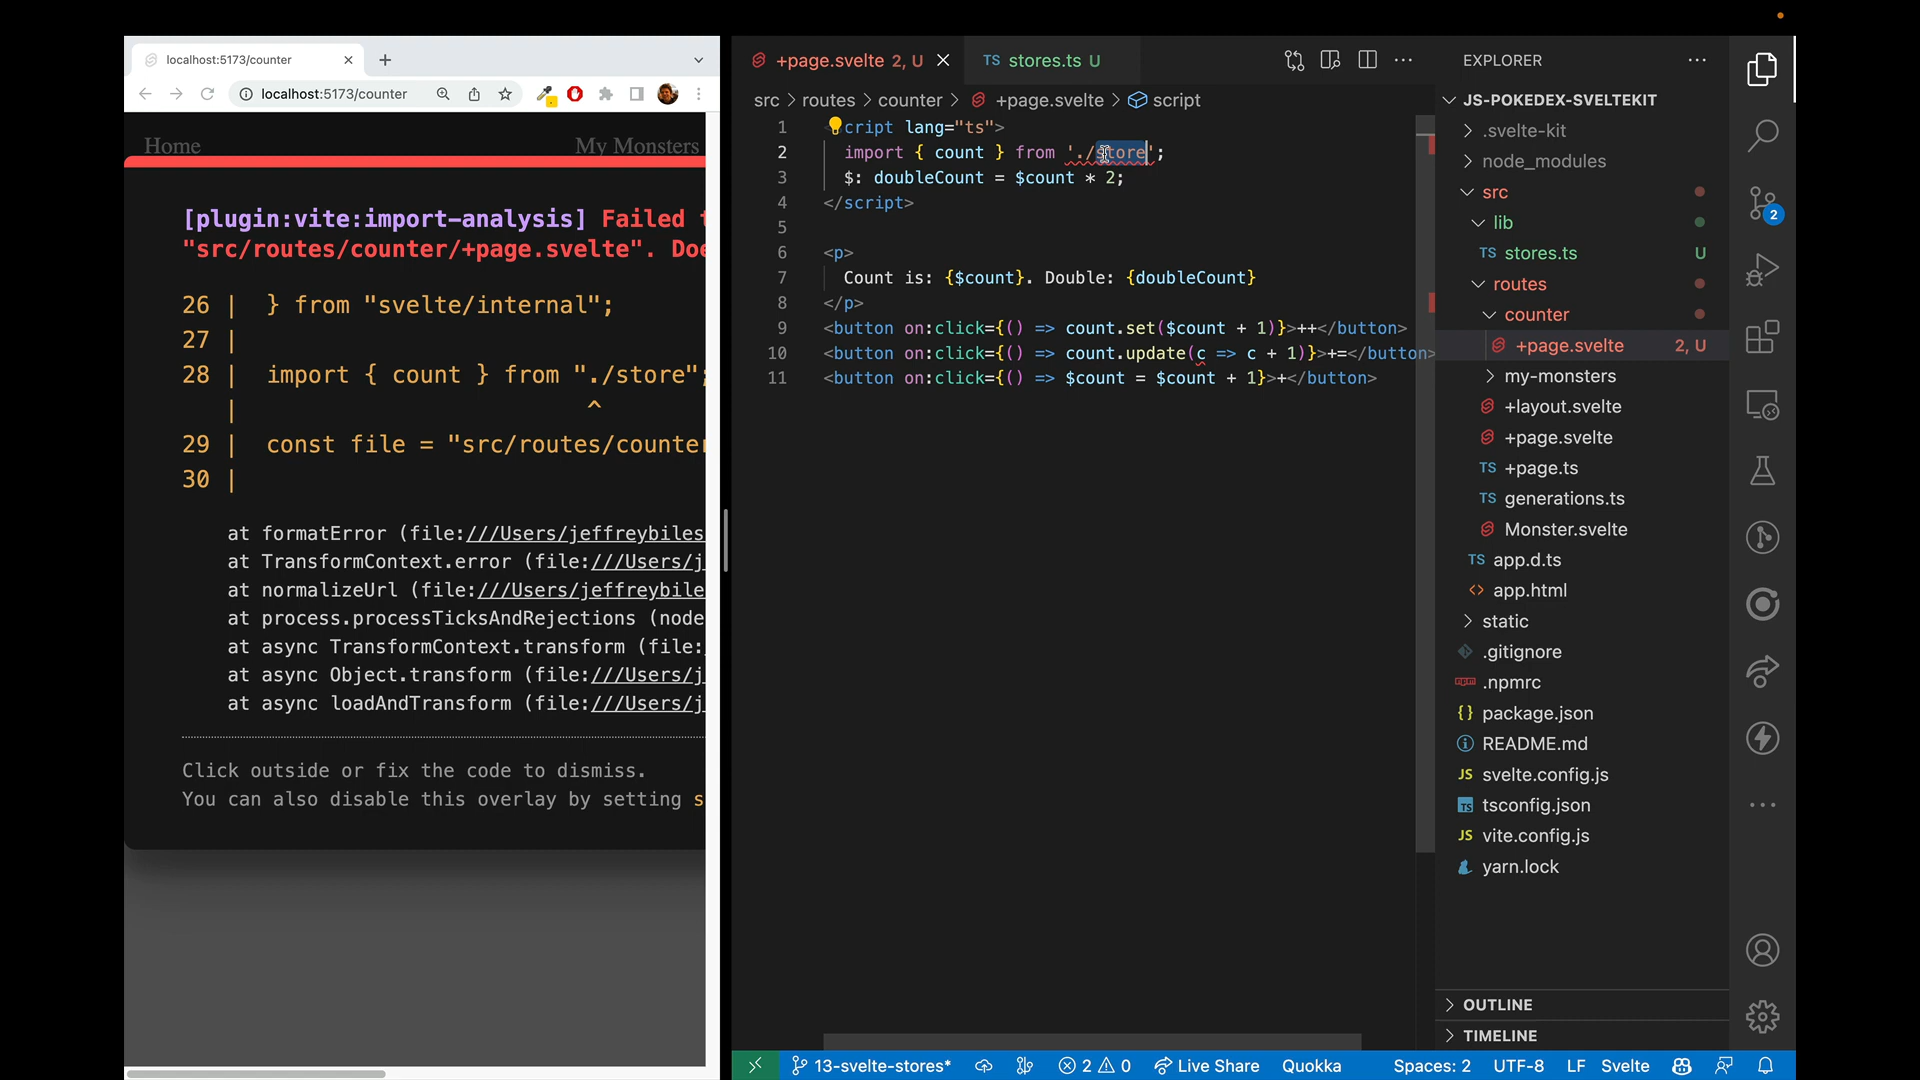 localhost:5173/counter
localhost:5173/counter
Home
My Monsters
[plugin:vite:import-analysis] Failed t
"src/routes/counter/+page.svelte". Doe
26 |  } from "svelte/internal";
27 |
28 |  import { count } from "./store";
|  ^
29 |  const file = "src/routes/counter
30 |
at formatError (file:///Users/jeffreybiles
at TransformContext.error (file:///Users/j
at normalizeUrl (file:///Users/jeffreybile
at process.processTicksAndRejections (node
at async TransformContext.transform (file:
at async Object.transform (file:///Users/j
at async loadAndTransform (file:///Users/j
Click outside or fix the code to dismiss.
You can also disable this overlay by setting s
+page.svelte 2, U
TS stores.ts U
src > routes > counter > +page.svelte > script
1 cript lang="ts">
2 import { count } from './store';
3 $: doubleCount = $count * 2;
4 </script>
5
6 <p>
7 Count is: {$count}. Double: {doubleCount}
8 </p>
9 <button on:click={() => count.set($count + 1)}>++</button>
10 <button on:click={() => count.update(c => c + 1)}>+=</button>
11 <button on:click={() => $count = $count + 1}>+</button>
EXPLORER
JS-POKEDEX-SVELTEKIT
.svelte-kit
node_modules
src
lib
TS stores.ts U
routes
counter
+page.svelte 2, U
my-monsters
+layout.svelte
+page.svelte
TS +page.ts
TS generations.ts
Monster.svelte
TS app.d.ts
<> app.html
static
.gitignore
.npmrc
{} package.json
README.md
JS svelte.config.js
TS tsconfig.json
JS vite.config.js
yarn.lock
OUTLINE
TIMELINE
2
13-svelte-stores*
2 0
Live Share
Quokka
Spaces: 2
UTF-8
LF
Svelte